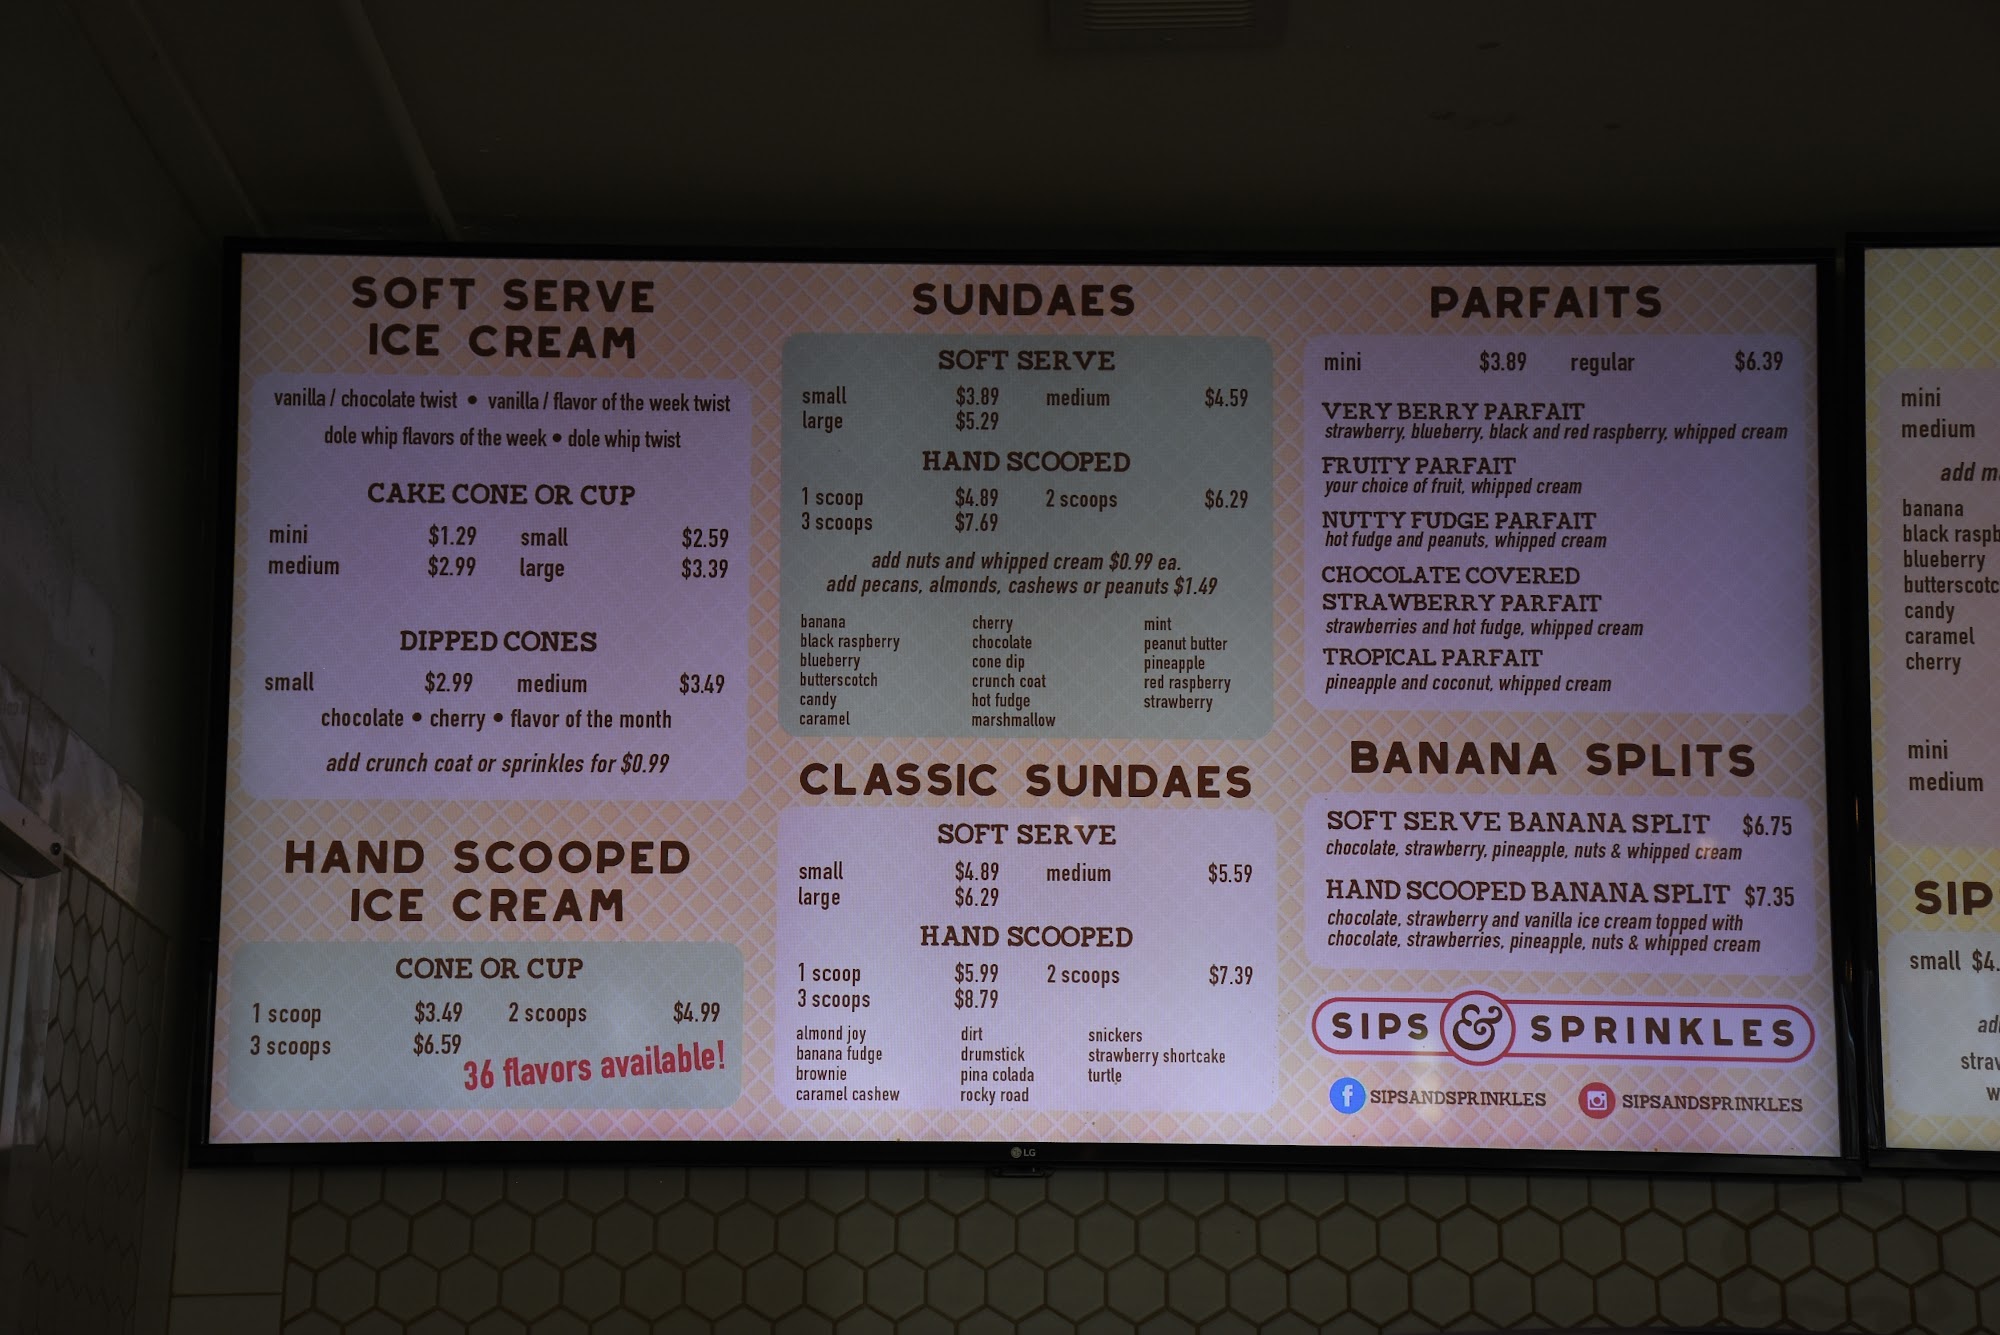 SOFT SERVE
ICE CREAM
vanilla / chocolate twist • vanilla / flavor of the week twist
dole whip flavors of the week • dole whip twist
CAKE CONE OR CUP
mini $1.29 small $2.59
medium $2.99 large $3.39
DIPPED CONES
small $2.99 medium $3.49
chocolate • cherry • flavor of the month
add crunch coat or sprinkles for $0.99
HAND SCOOPED
ICE CREAM
CONE OR CUP
1 scoop $3.49 2 scoops $4.99
3 scoops $6.59
36 flavors available!
SUNDAES
SOFT SERVE
small $3.89 medium $4.59
large $5.29
HAND SCOOPED
1 scoop $4.89 2 scoops $6.29
3 scoops $7.69
add nuts and whipped cream $0.99 ea.
add pecans, almonds, cashews or peanuts $1.49
banana
black raspberry
blueberry
butterscotch
candy
caramel
cherry
chocolate
cone dip
crunch coat
hot fudge
marshmallow
mint
peanut butter
pineapple
red raspberry
strawberry
CLASSIC SUNDAES
SOFT SERVE
small $4.89 medium $5.59
large $6.29
HAND SCOOPED
1 scoop $5.99 2 scoops $7.39
3 scoops $8.79
almond joy
banana fudge
brownie
caramel cashew
dirt
drumstick
pina colada
rocky road
snickers
strawberry shortcake
turtle
PARFAITS
mini $3.89 regular $6.39
VERY BERRY PARFAIT
strawberry, blueberry, black and red raspberry, whipped cream
FRUITY PARFAIT
your choice of fruit, whipped cream
NUTTY FUDGE PARFAIT
hot fudge and peanuts, whipped cream
CHOCOLATE COVERED
STRAWBERRY PARFAIT
strawberries and hot fudge, whipped cream
TROPICAL PARFAIT
pineapple and coconut, whipped cream
BANANA SPLITS
SOFT SERVE BANANA SPLIT $6.75
chocolate, strawberry, pineapple, nuts & whipped cream
HAND SCOOPED BANANA SPLIT $7.35
chocolate, strawberry and vanilla ice cream topped with
chocolate, strawberries, pineapple, nuts & whipped cream
SIPS & SPRINKLES
SIPSANDSPRINKLES SIPSANDSPRINKLES
LG
mini
medium
add
banana
black
blueberry
candy
caramel
cherry
mini
medium
SIP
small $4.